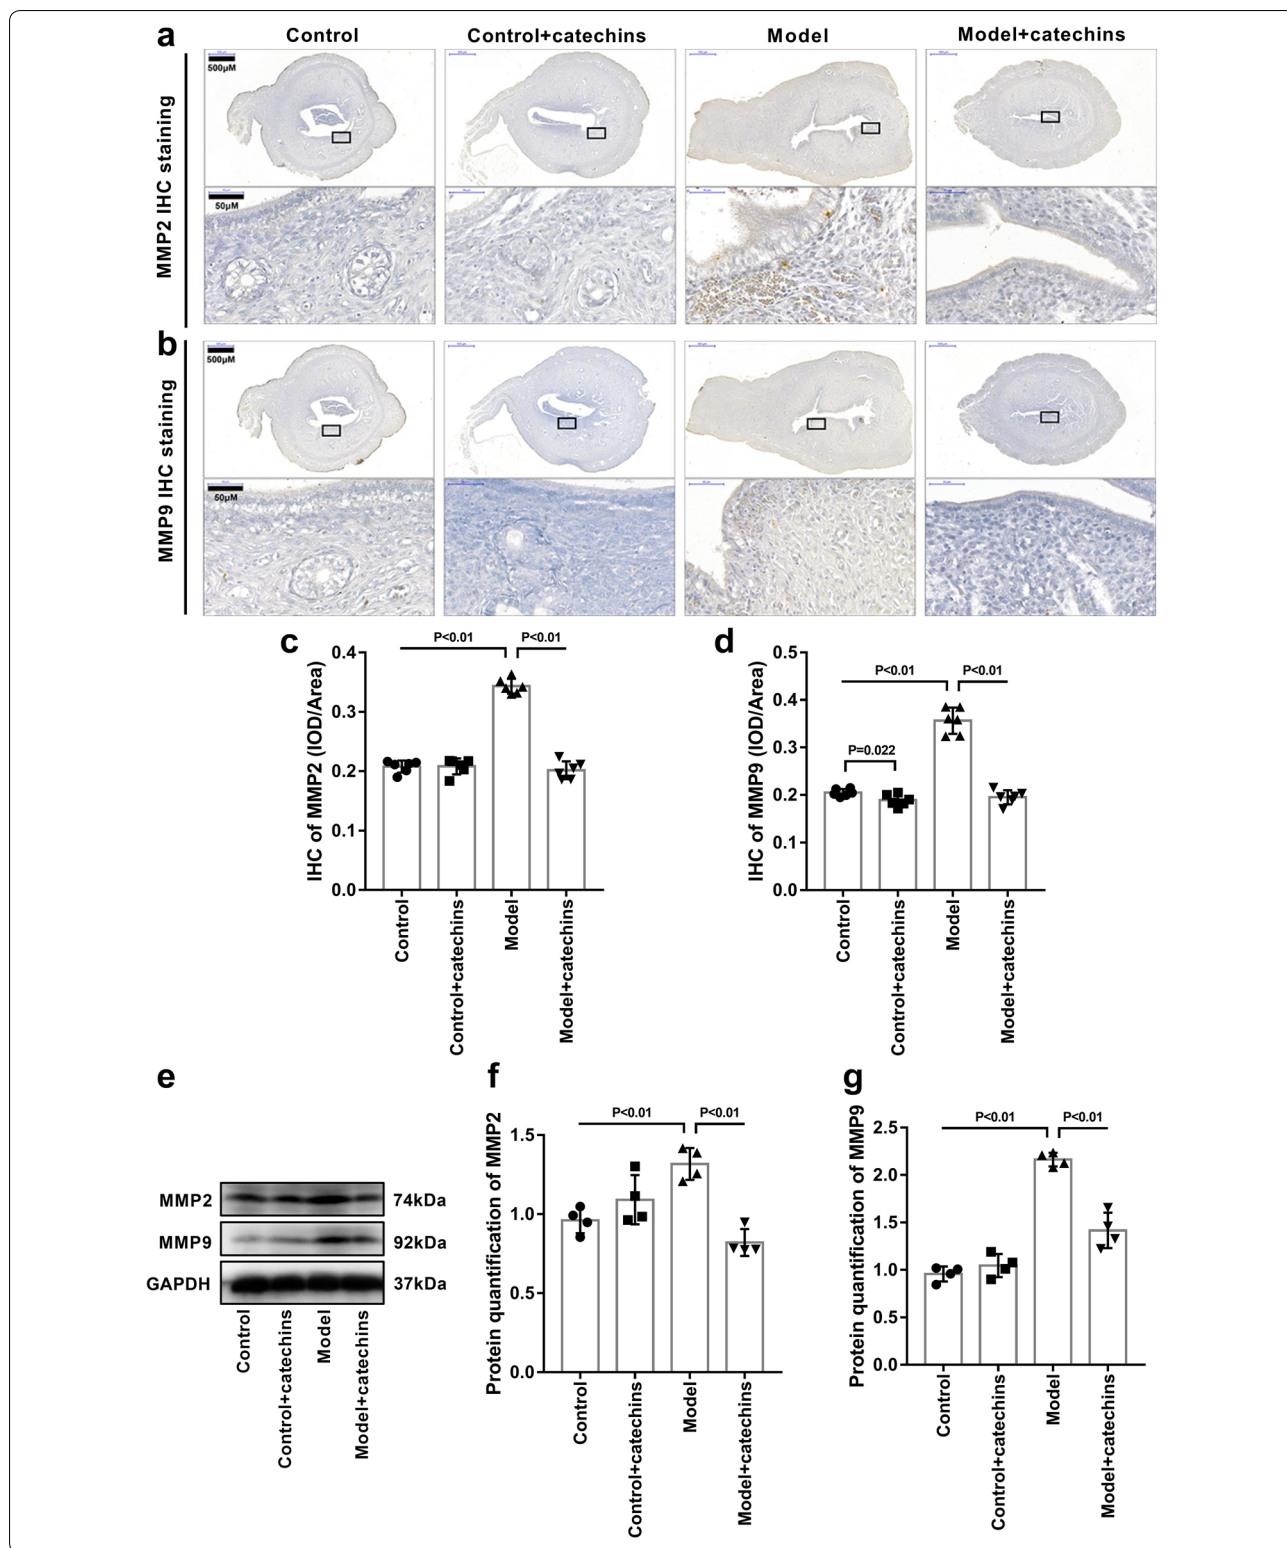 a
Control
Control+catechins
Model
Model+catechins
MMP2 IHC staining
500μM
50μM
b
MMP9 IHC staining
500μM
50μM
c
P<0.01
P<0.01
IHC of MMP2 (IOD/Area)
0.4
0.3
0.2
0.1
0.0
Control
Control+catechins
Model
Model+catechins
d
P<0.01
P<0.01
P=0.022
IHC of MMP9 (IOD/Area)
0.5
0.4
0.3
0.2
0.1
0.0
Control
Control+catechins
Model
Model+catechins
e
MMP2
74kDa
MMP9
92kDa
GAPDH
37kDa
Control
Control+catechins
Model
Model+catechins
f
P<0.01
P<0.01
Protein quantification of MMP2
1.5
1.0
0.5
0.0
Control
Control+catechins
Model
Model+catechins
g
P<0.01
P<0.01
Protein quantification of MMP9
2.5
2.0
1.5
1.0
0.5
0.0
Control
Control+catechins
Model
Model+catechins